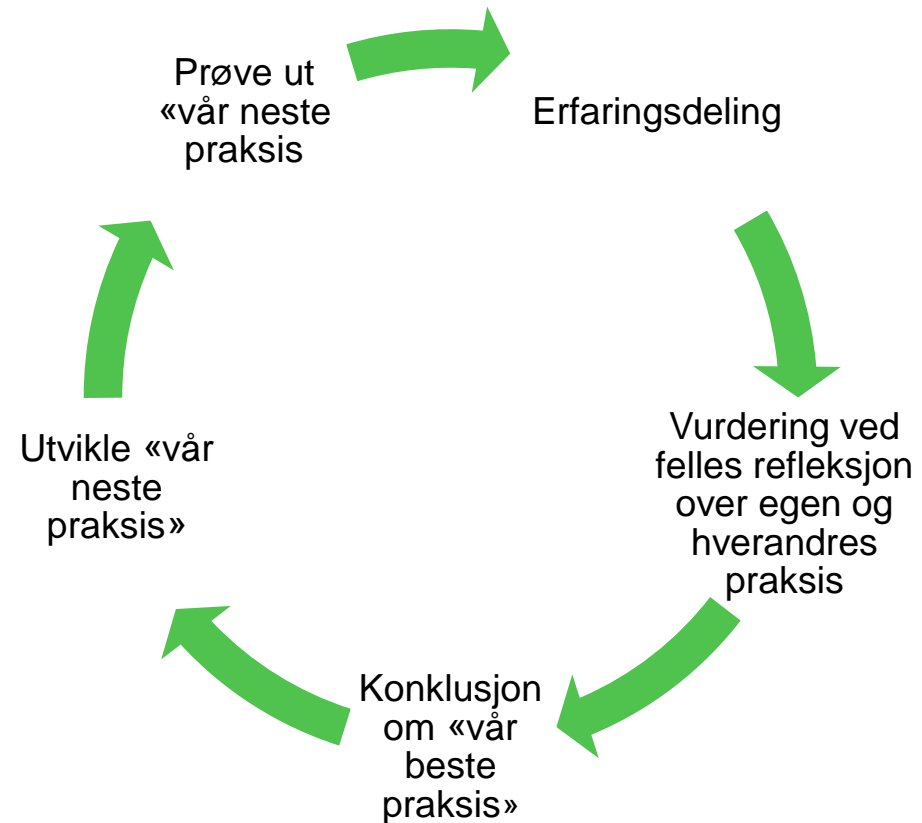 Prøve ut
«vår neste
praksis
Erfaringsdeling
Vurdering ved
felles refleksjon
over egen og
hverandres
praksis
Konklusjon
om «vår
beste
praksis»
Utvikle «vår
neste
praksis»